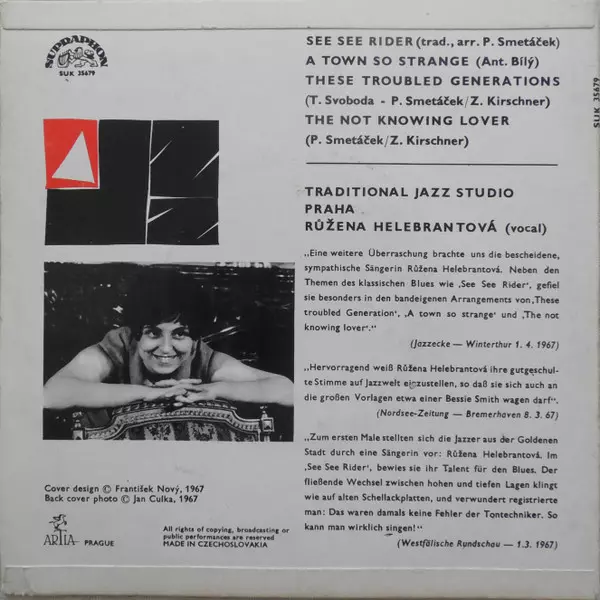 SUPRAPHON
SUK 35679
SEE SEE RIDER (trad., arr. P. Smetáček)
A TOWN SO STRANGE (Ant. Bílý)
THESE TROUBLED GENERATIONS
(T. Svoboda - P. Smetáček/Z. Kirschner)
THE NOT KNOWING LOVER
(P. Smetáček/Z. Kirschner)
SUK 35679
TRADITIONAL JAZZ STUDIO
PRAHA
RŮŽENA HELEBRANTOVÁ (vocal)
„Eine weitere Überraschung brachte uns die bescheidene,
sympathische Sängerin Růžena Helebrantová. Neben den
Themen des klassischen Blues wie ‚See See Rider‘, gefiel
sie besonders in den bandeigenen Arrangements von‚These
troubled Generation‘, ‚A town so strange‘ und ‚The not
knowing lover‘.“
(Jazzecke — Winterthur 1. 4. 1967)
„Hervorragend weiß Růžena Helebrantová ihre gutgeschul-
te Stimme auf Jazzwelt einzustellen, so daß sie sich auch an
die großen Vorlagen etwa einer Bessie Smith wagen darf“.
(Nordsee-Zeitung — Bremerhaven 8. 3. 67)
„Zum ersten Male stellten sich die Jazzer aus der Goldenen
Stadt durch eine Sängerin vor: Růžena Helebrantová. Im
‚See See Rider‘, bewies sie ihr Talent für den Blues. Der
fließende Wechsel zwischen hohen und tiefen Lagen klingt
wie auf alten Schellackplatten, und verwundert registrierte
man: Das waren damals keine Fehler der Tontechniker. So
kann man wirklich singen!“
(Westfälische Rundschau — 1.3. 1967)
Cover design © František Nový, 1967
Back cover photo © Jan Čulka, 1967
ARTIA PRAGUE
All rights of copying, broadcasting or
public performances are reserved
MADE IN CZECHOSLOVAKIA